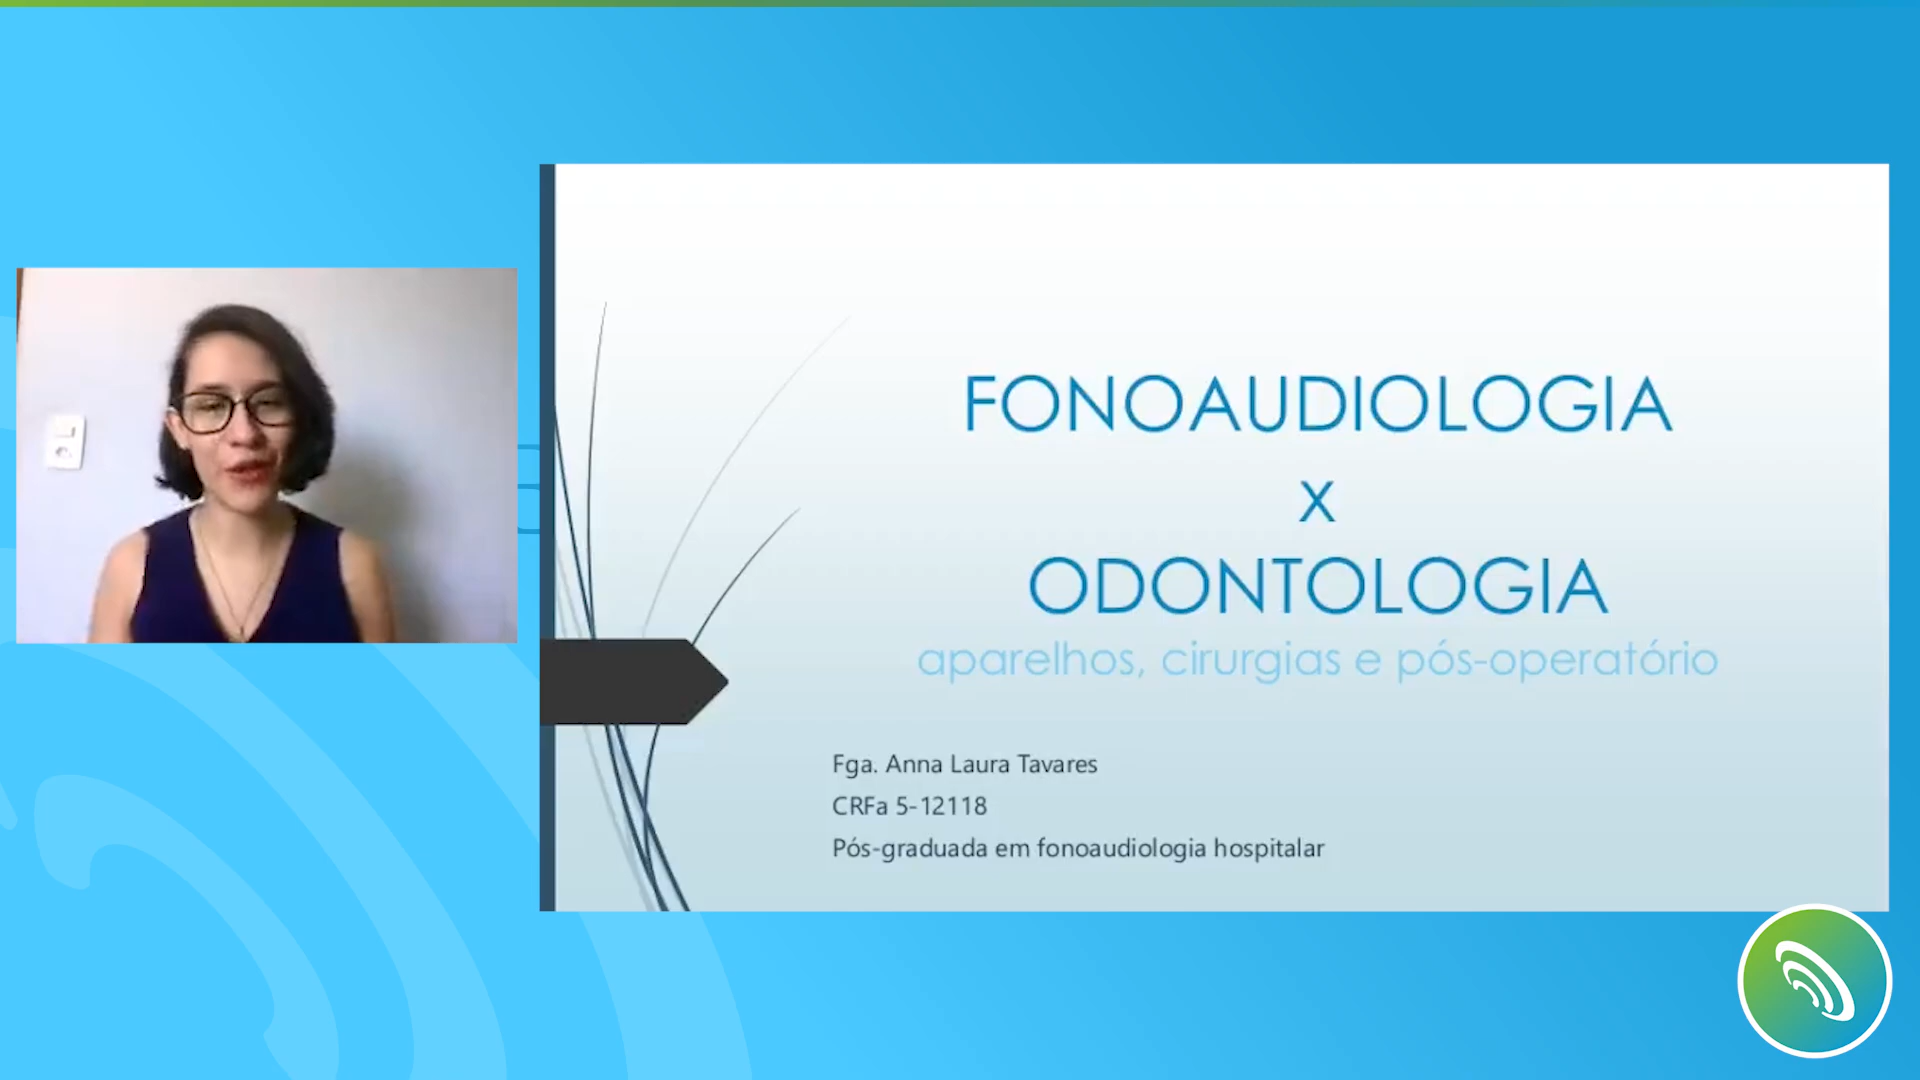 FONOAUDIOLOGIA
x
ODONTOLOGIA
aparelhos, cirurgias e pós-operatório
Fga. Anna Laura Tavares
CRFa 5-12118
Pós-graduada em fonoaudiologia hospitalar